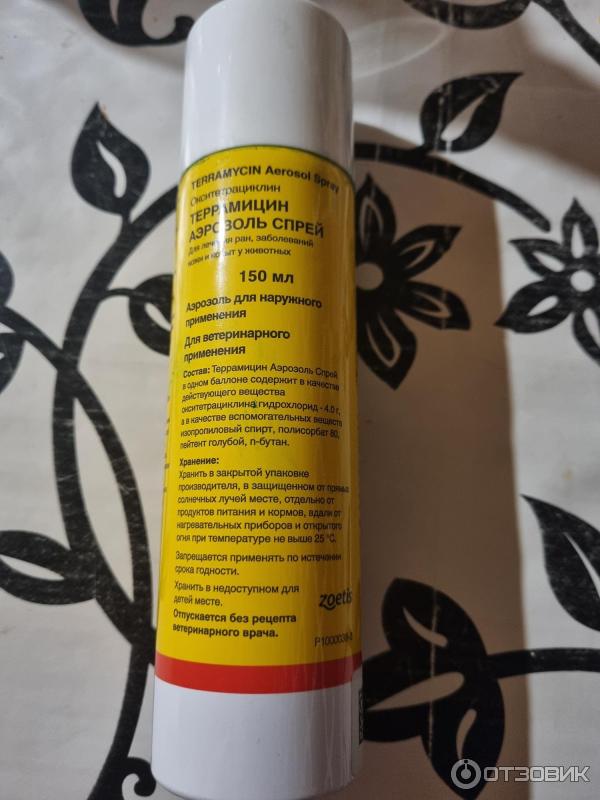 TERRAMYCIN Aerosol Spray
Окситетрациклин
ТЕРРАМИЦИН
АЭРОЗОЛЬ СПРЕЙ
Для лечения ран, заболеваний
кожи и копыт у животных
150 мл
Аэрозоль для наружного
применения
Для ветеринарного
применения
Состав: Террамицин Аэрозоль Спрей
в одном баллоне содержит в качестве
действующего вещества
окситетрациклина гидрохлорид - 4.0 г,
а в качестве вспомогательных веществ
изопропиловый спирт, полисорбат 80,
пейтент голубой, n-бутан.
Хранение:
Хранить в закрытой упаковке
производителя, в защищенном от прямых
солнечных лучей месте, отдельно от
продуктов питания и кормов, вдали от
нагревательных приборов и открытого
огня при температуре не выше 25 °C.
Запрещается применять по истечении
срока годности.
Хранить в недоступном для
детей месте.
zoetis
Отпускается без рецепта
ветеринарного врача.
ОТЗОВИК